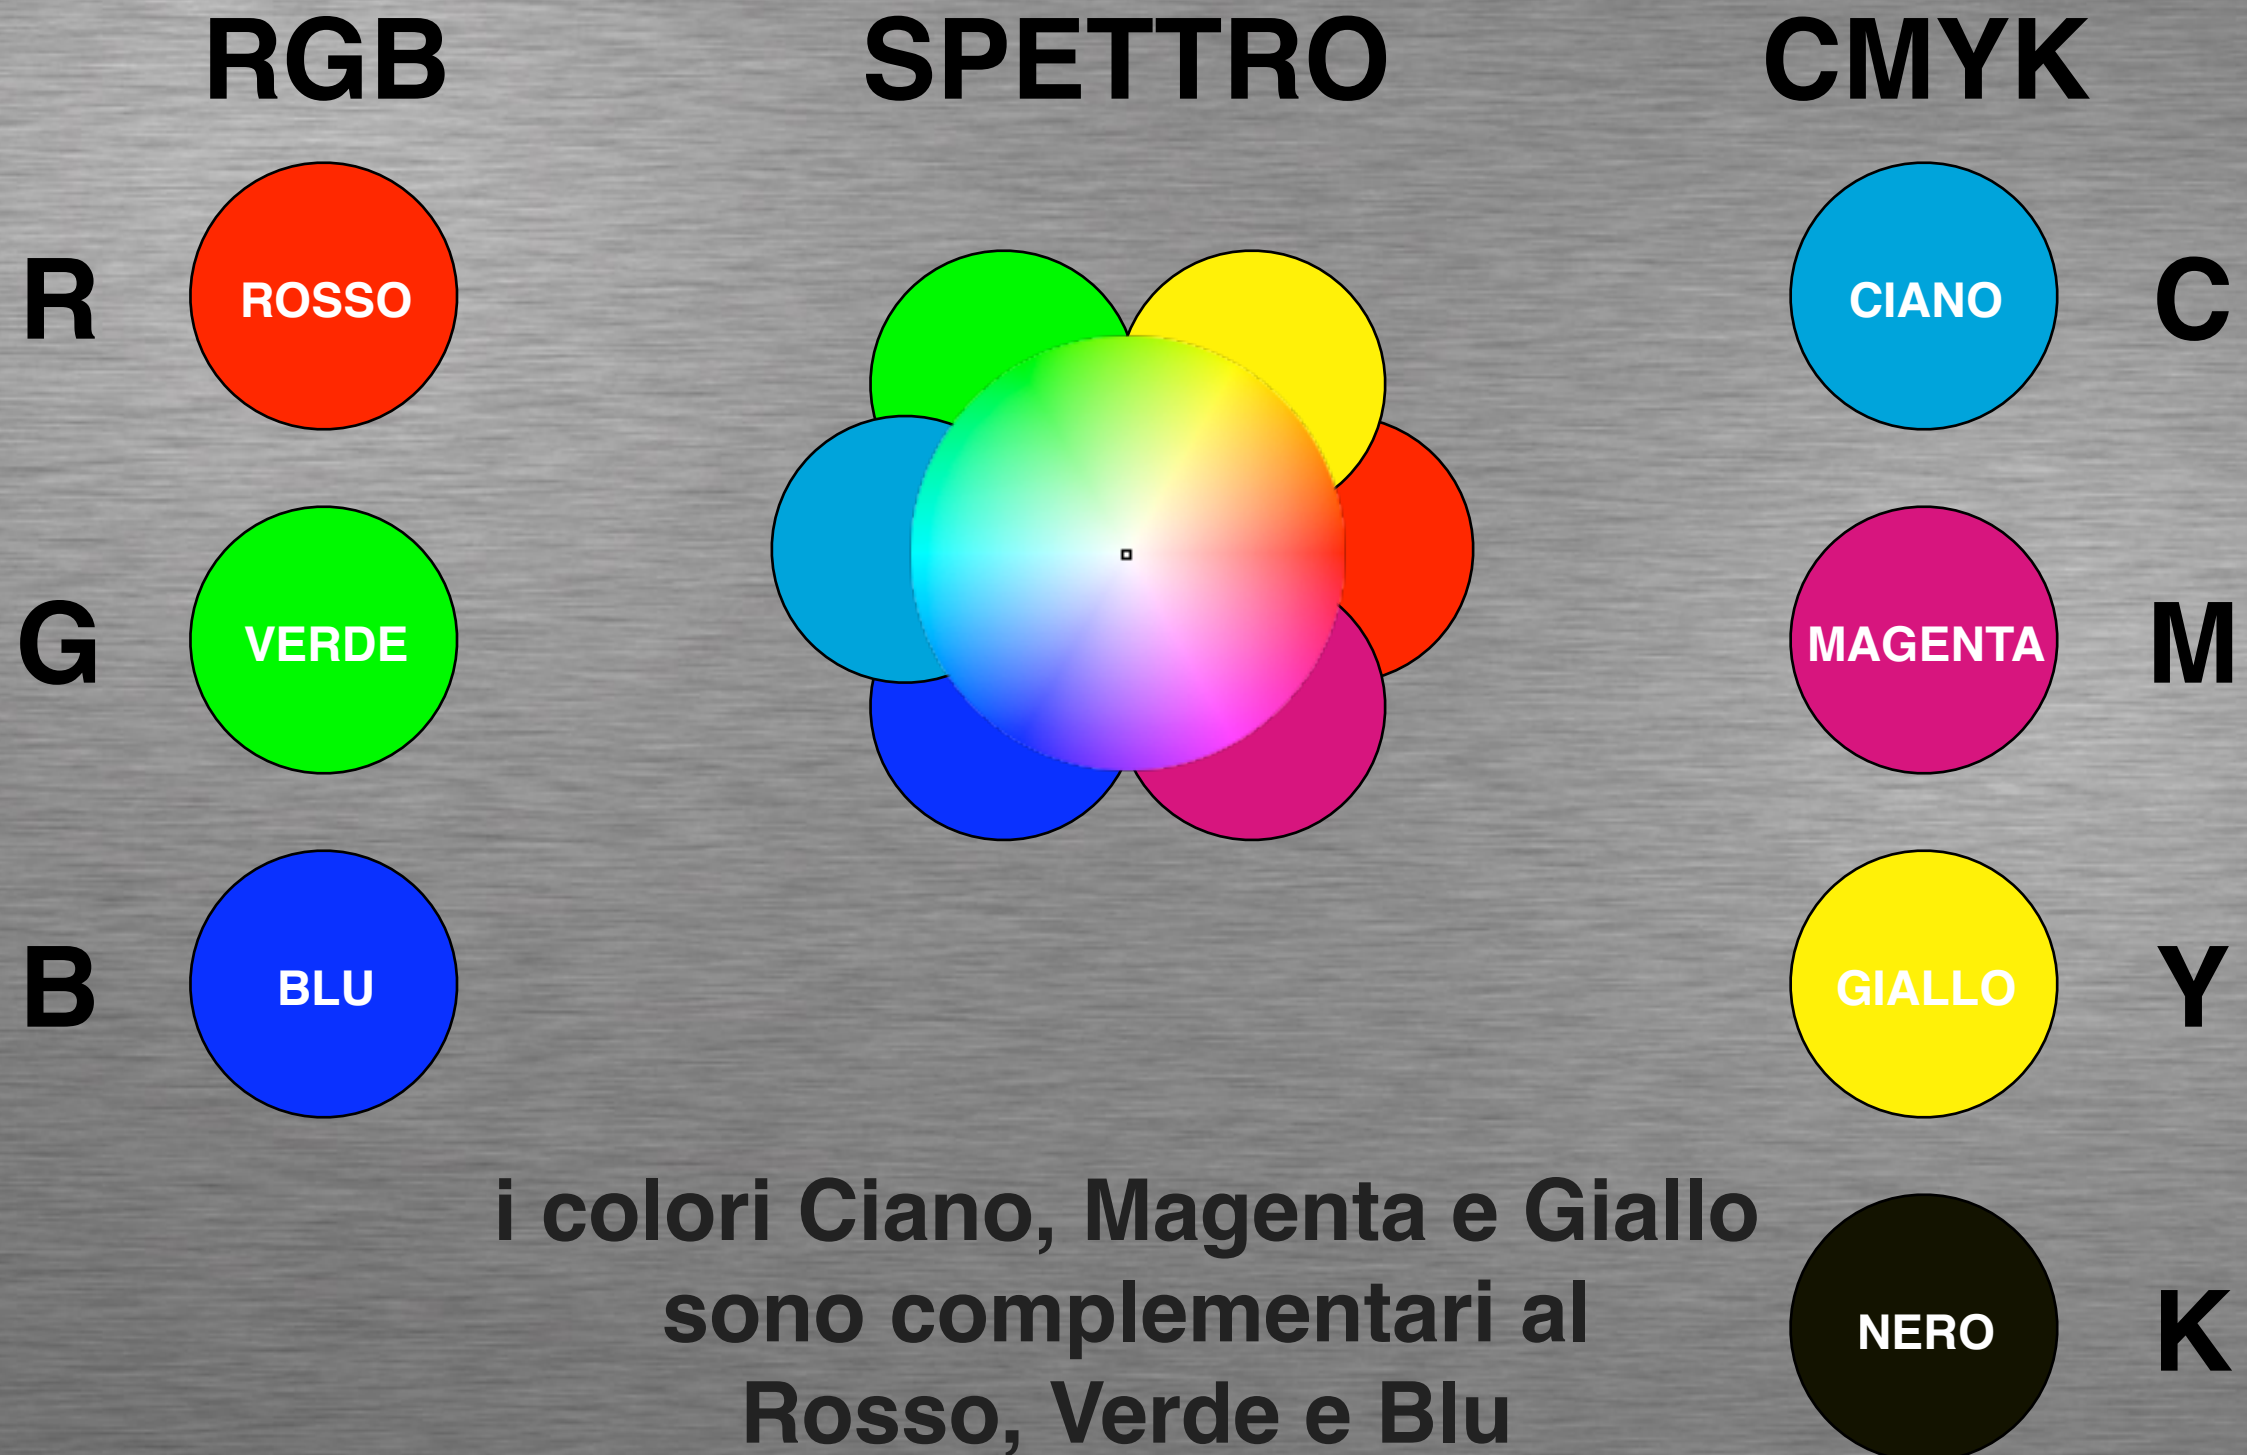 RGB
SPETTRO
CMYK
R
ROSSO
CIANO
C
G
VERDE
MAGENTA
M
B
BLU
GIALLO
Y
i colori Ciano, Magenta e Giallo
sono complementari al
Rosso, Verde e Blu
NERO
K